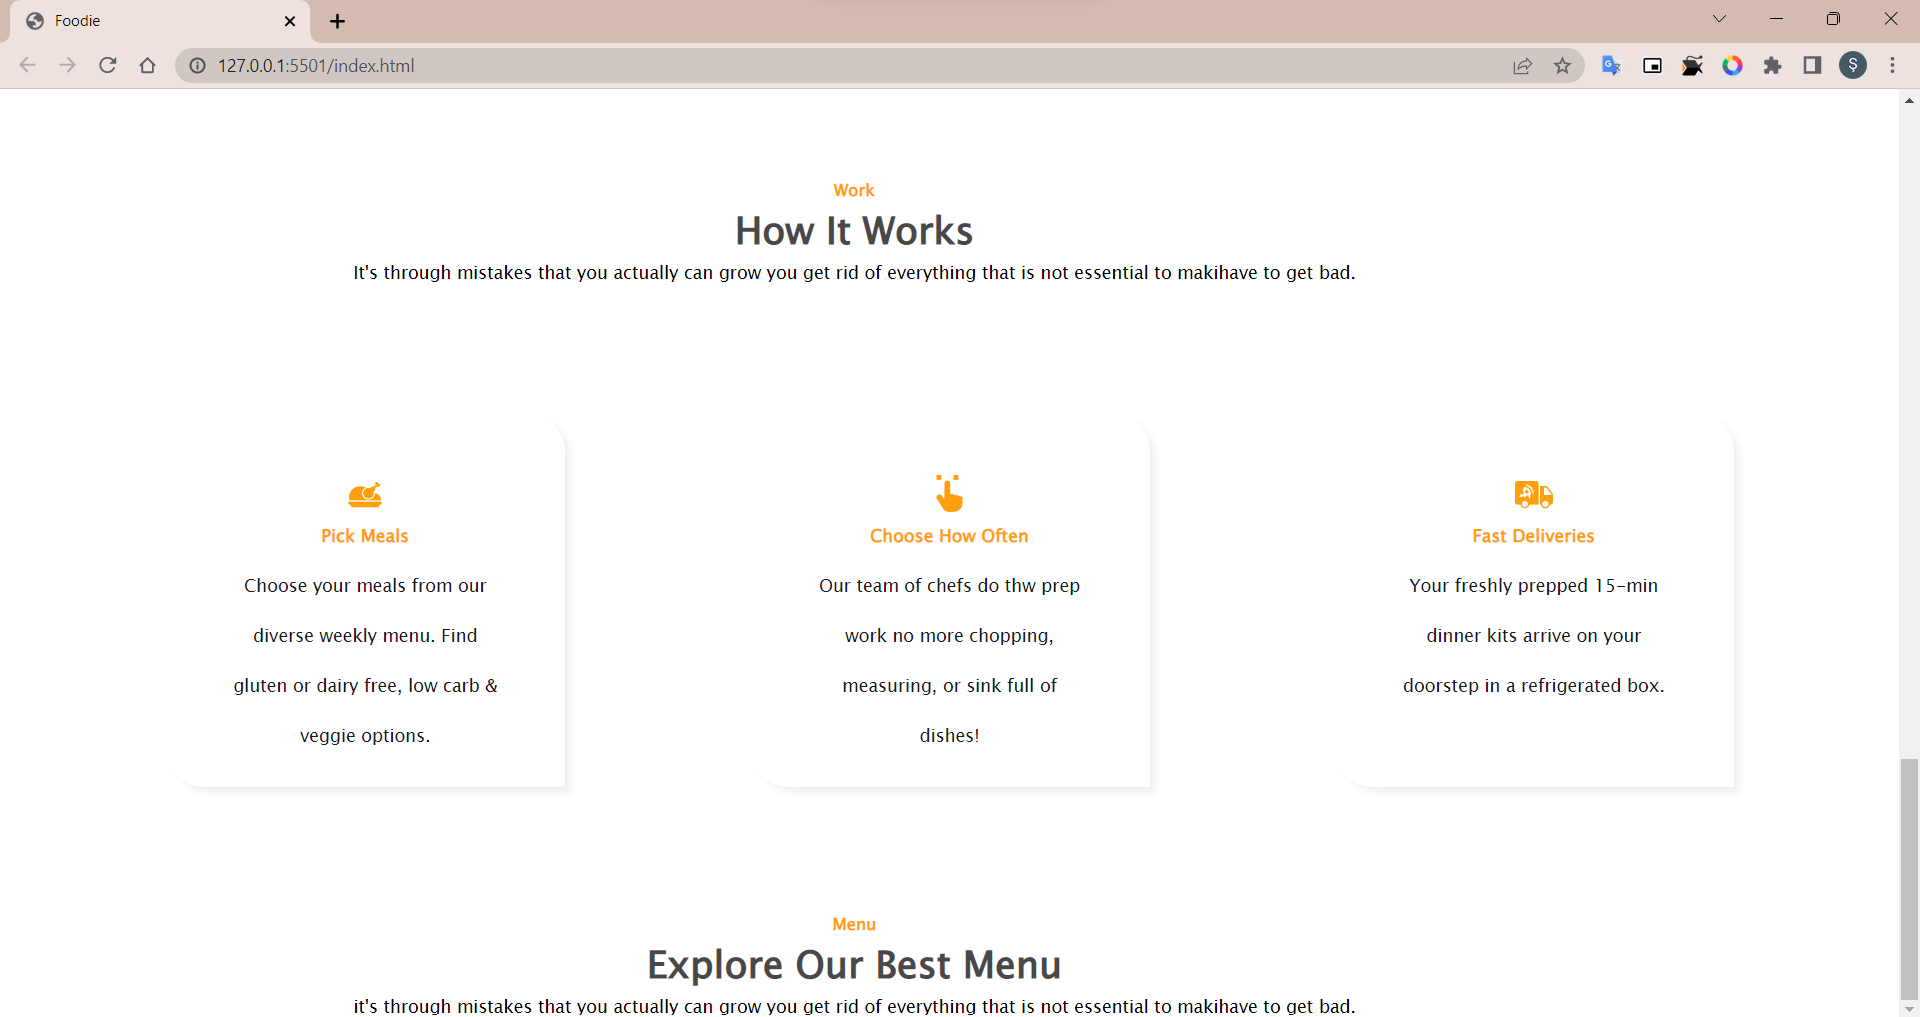 Foodie
127.0.0.1:5501/index.html
S
Work
How It Works
It's through mistakes that you actually can grow you get rid of everything that is not essential to makihave to get bad.
Pick Meals
Choose your meals from our
diverse weekly menu. Find
gluten or dairy free, low carb &
veggie options.
Choose How Often
Our team of chefs do thw prep
work no more chopping,
measuring, or sink full of
dishes!
Fast Deliveries
Your freshly prepped 15-min
dinner kits arrive on your
doorstep in a refrigerated box.
Menu
Explore Our Best Menu
it's through mistakes that you actually can grow you get rid of everything that is not essential to makihave to get bad.